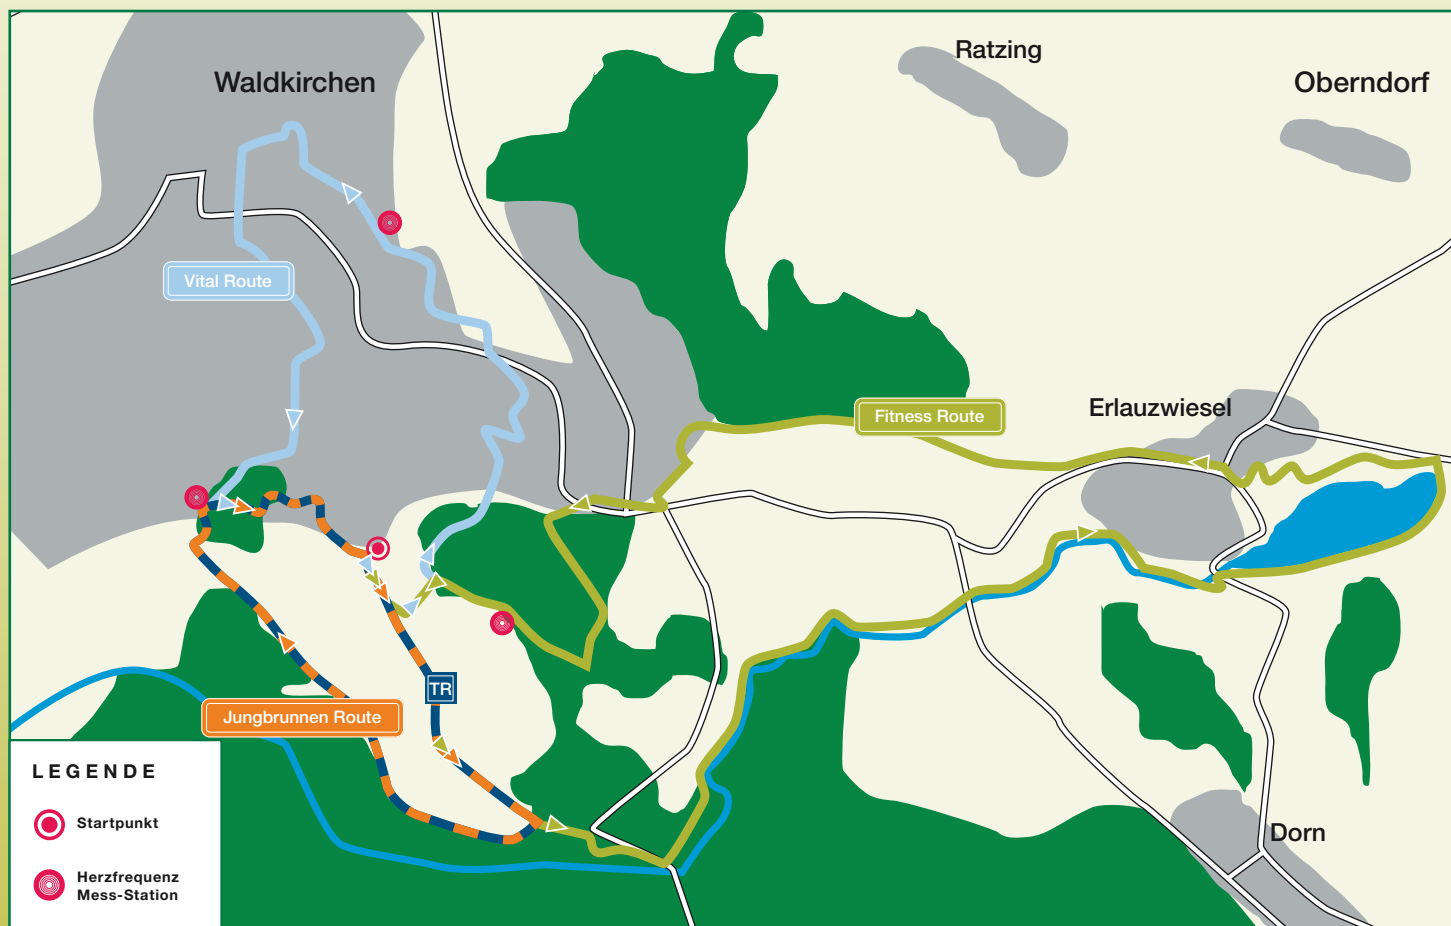 Ratzing
Waldkirchen
Oberndorf
Vital Route
Erlauzwiesel
Fitness Route
TR
Jungbrunnen Route
LEGENDE
Startpunkt
Dorn
Herzfrequenz
Mess-Station